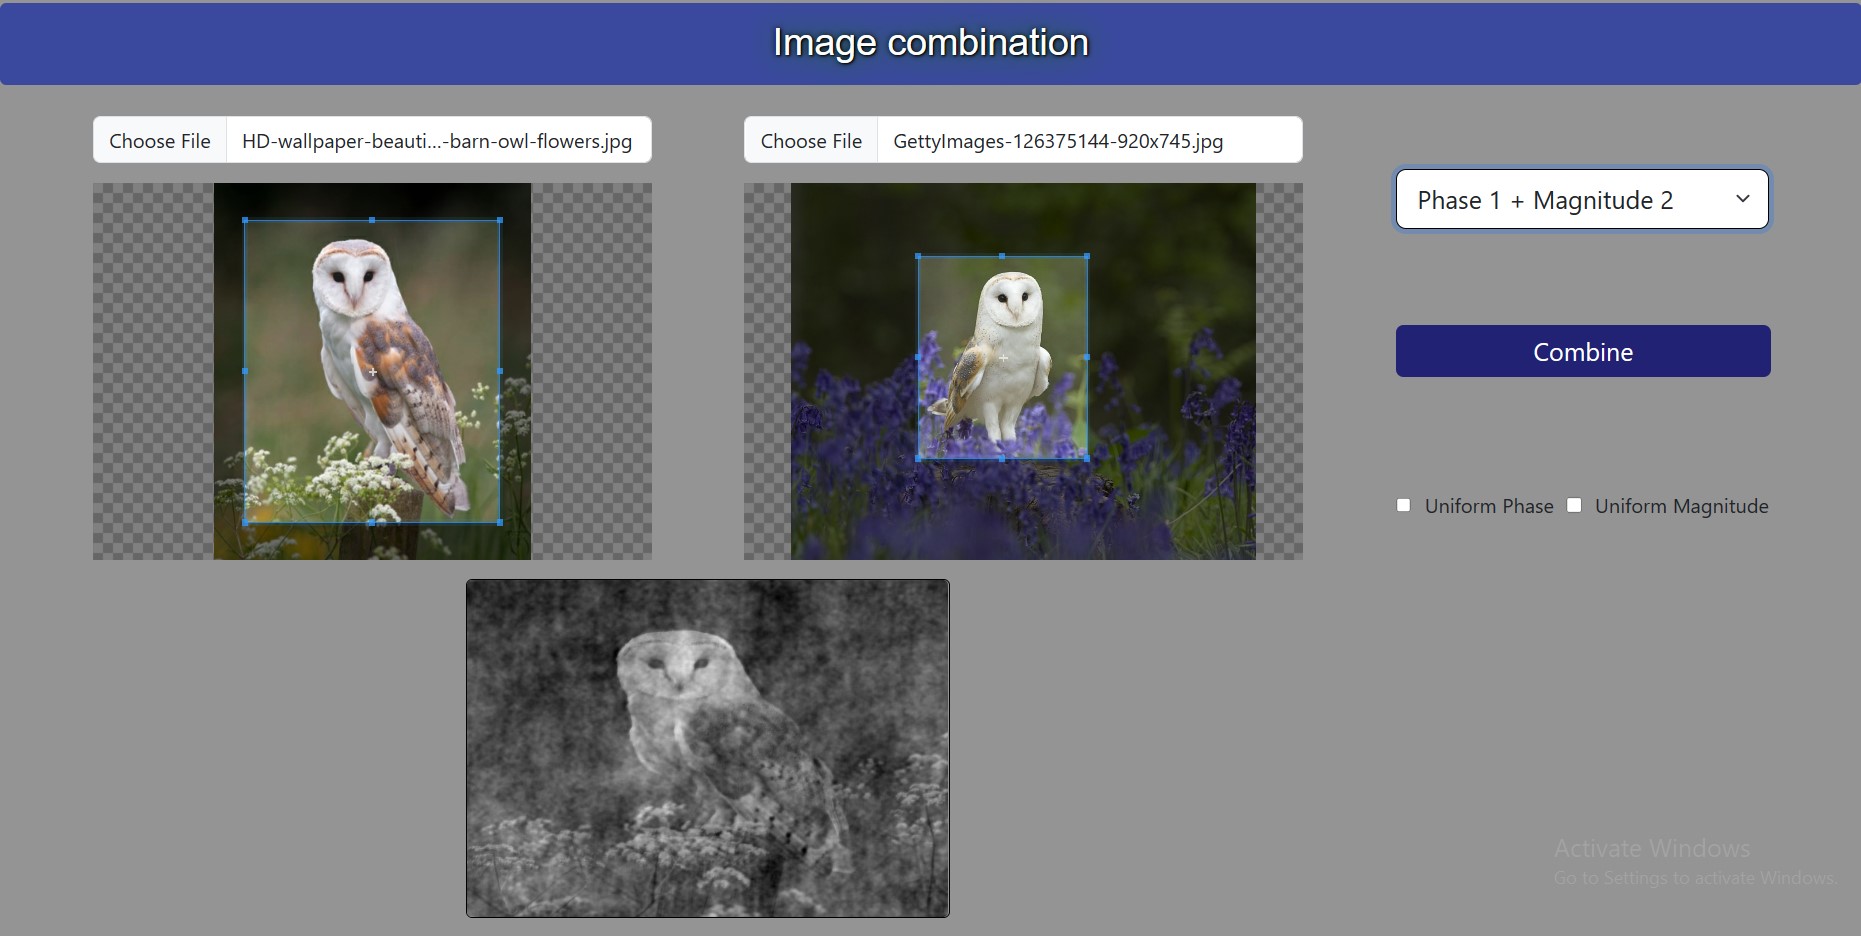 Image combination
Choose File HD-wallpaper-beauti...-barn-owl-flowers.jpg
Choose File GettyImages-126375144-920x745.jpg
Phase 1 + Magnitude 2
Combine
Uniform Phase Uniform Magnitude
Activate Windows
Go to Settings to activate Windows.